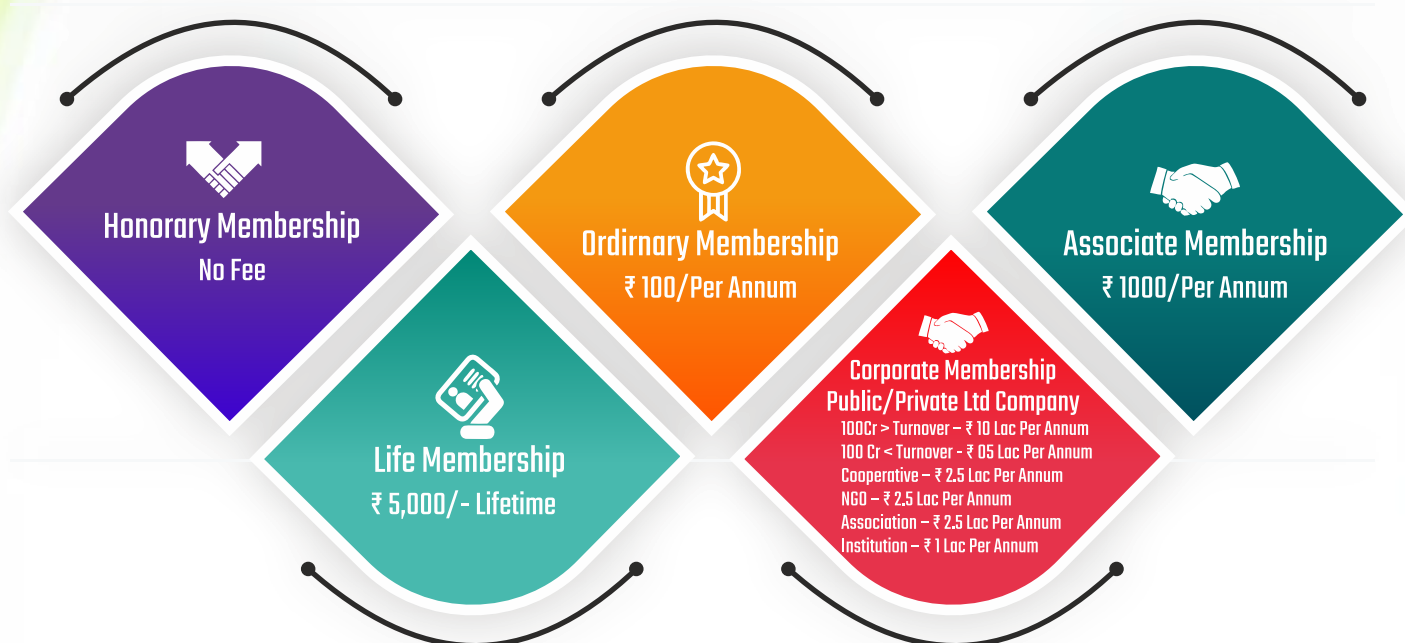 Honorary Membership
No Fee
Life Membership
₹ 5,000/- Lifetime
Ordirnary Membership
₹ 100/Per Annum
Corporate Membership
Public/Private Ltd Company
100Cr > Turnover – ₹ 10 Lac Per Annum
100 Cr < Turnover - ₹ 05 Lac Per Annum
Cooperative – ₹ 2.5 Lac Per Annum
NGO – ₹ 2.5 Lac Per Annum
Association – ₹ 2.5 Lac Per Annum
Institution – ₹ 1 Lac Per Annum
Associate Membership
₹ 1000/Per Annum